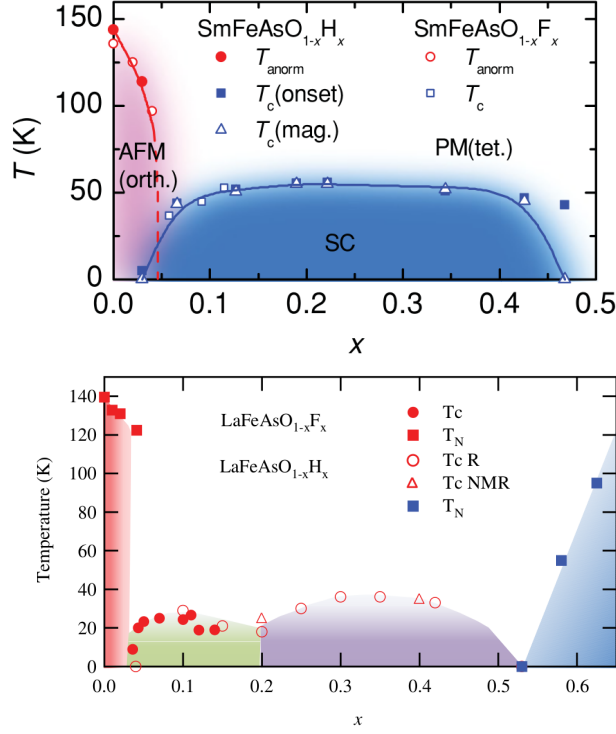 SmFeAsO1-xHx SmFeAsO1-xFx
Tanorm Tanorm
Tc(onset) Tc
Tc(mag.)
AFM
(orth.)
PM(tet.)
SC
T (K)
150
100
50
0
0.0 0.1 0.2 0.3 0.4 0.5
x
LaFeAsO1-xFx
LaFeAsO1-xHx
Tc
TN
Tc R
Tc NMR
TN
Temperature (K)
140
120
100
80
60
40
20
0
0.0 0.1 0.2 0.3 0.4 0.5 0.6
x